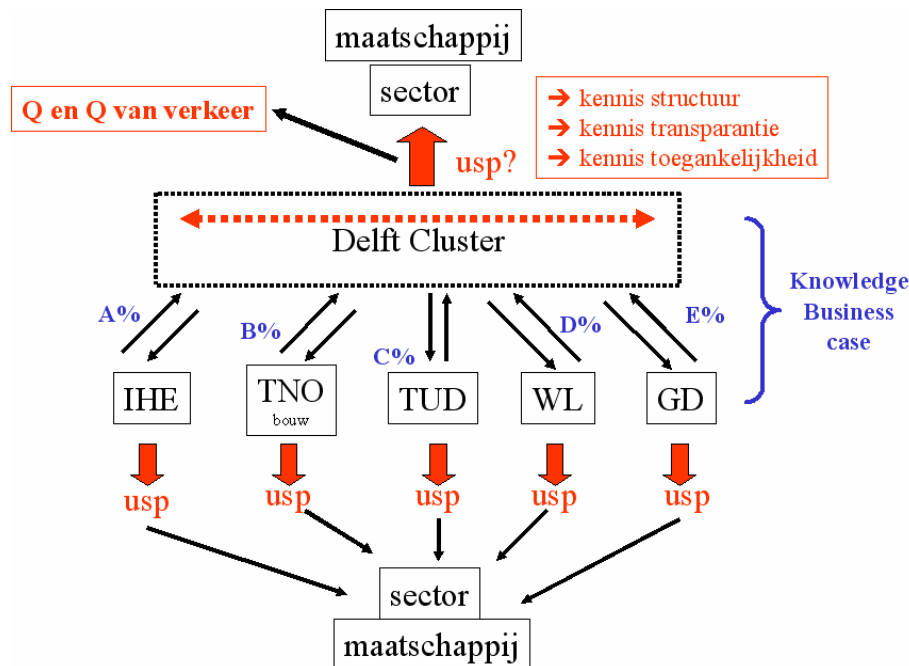 maatschappij
sector
Q en Q van verkeer
→ kennis structuur
→ kennis transparantie
→ kennis toegankelijkheid
usp?
Delft Cluster
A%
B%
C%
D%
E%
Knowledge
Business
case
IHE
TNO
bouw
TUD
WL
GD
usp
usp
usp
usp
usp
sector
maatschappij